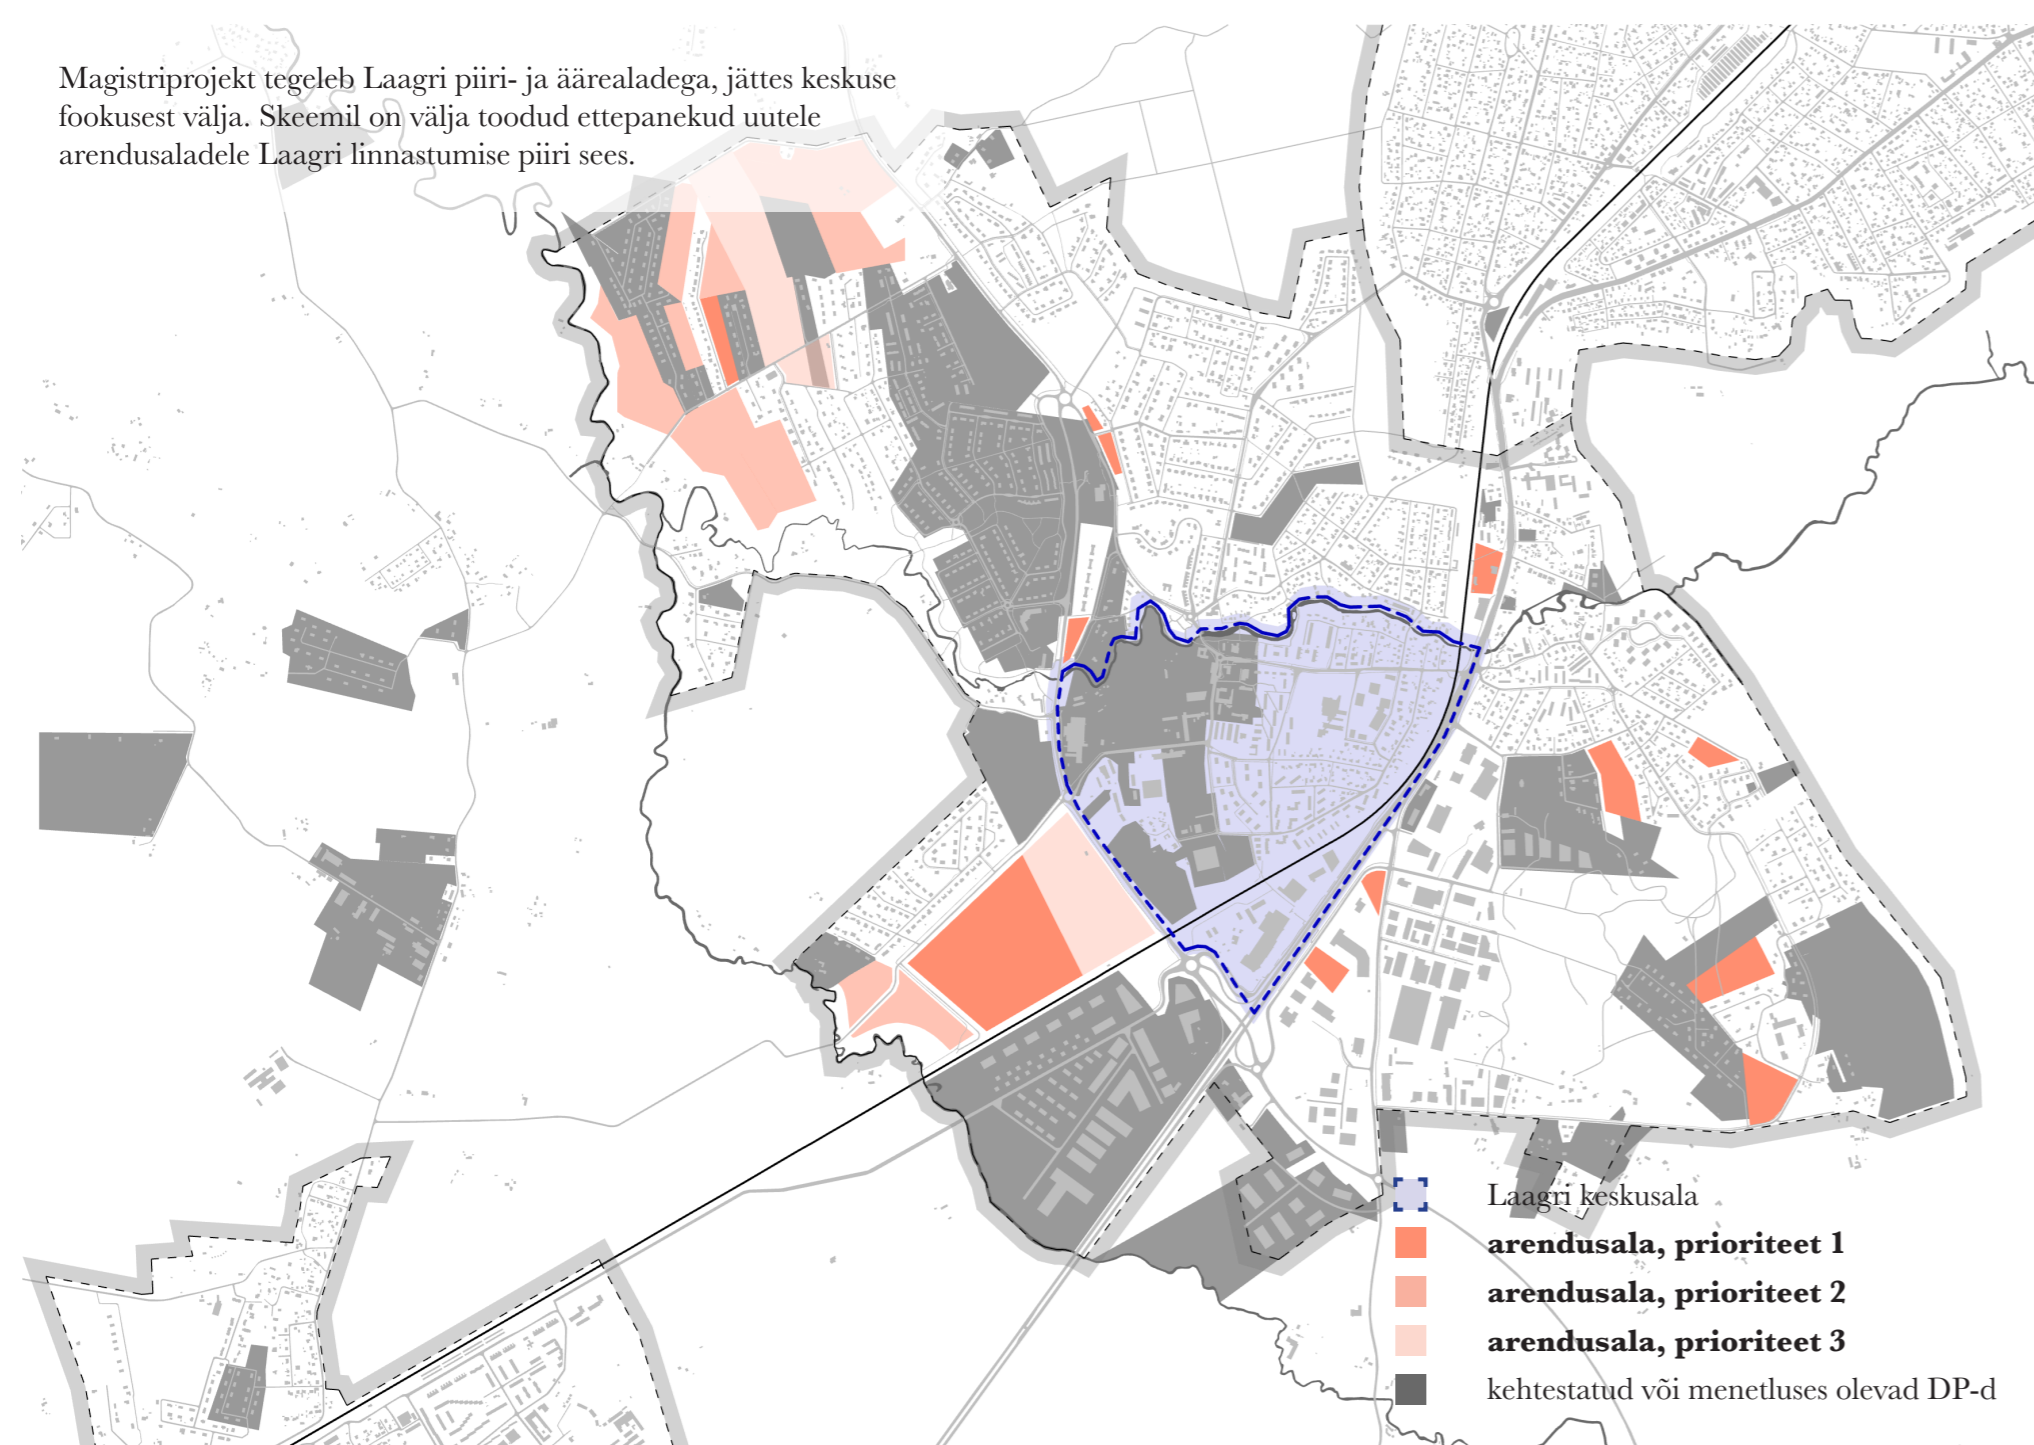 Magistriprojekt tegeleb Laagri piiri- ja äärealadega, jättes keskuse
fookusest välja. Skeemil on välja toodud ettepanekud uutele
arendusaladele Laagri linnastumise piiri sees.
Laagri keskusala
arendusala, prioriteet 1
arendusala, prioriteet 2
arendusala, prioriteet 3
kehtestatud või menetluses olevad DP-d